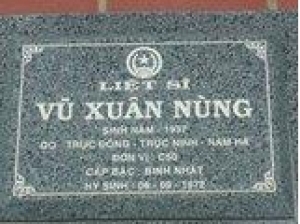 LIỆT SĨ
VŨ XUÂN NÙNG
SINH NĂM : 1937
QQ : TRỰC ĐÔNG - TRỰC NINH - NAM HÀ
ĐƠN VỊ : C50
CẤP BẬC : BINH NHẤT
HY SINH : 06 - 09 - 1972